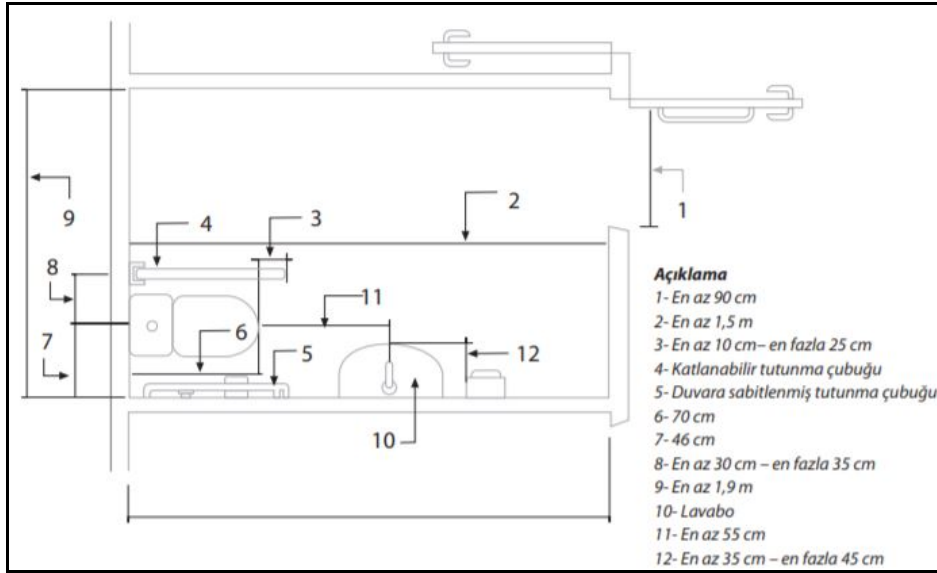 1
2
3
4
5
6
7
8
9
10
11
12
Açıklama
1- En az 90 cm
2- En az 1,5 m
3- En az 10 cm– en fazla 25 cm
4- Katlanabilir tutunma çubuğu
5- Duvara sabitlenmiş tutunma çubuğu
6- 70 cm
7- 46 cm
8- En az 30 cm – en fazla 35 cm
9- En az 1,9 m
10- Lavabo
11- En az 55 cm
12- En az 35 cm – en fazla 45 cm